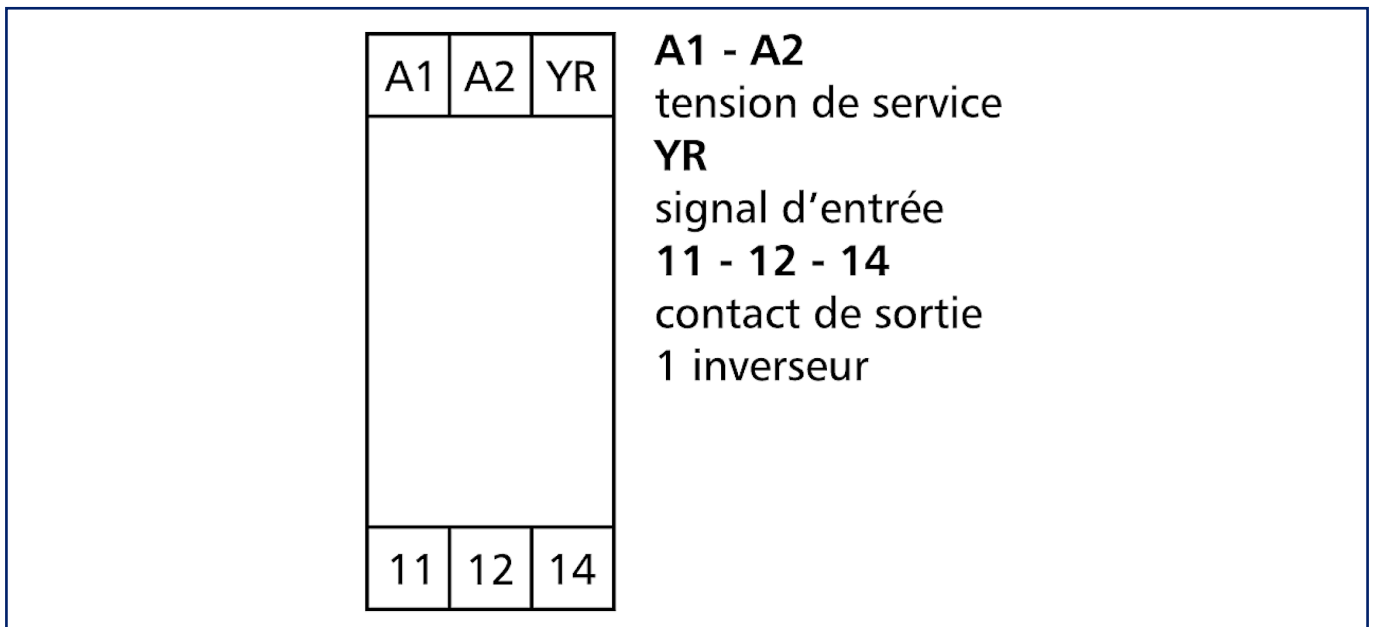 A1 A2 YR
A1 - A2
tension de service
YR
signal d’entrée
11 - 12 - 14
contact de sortie
1 inverseur
11 12 14